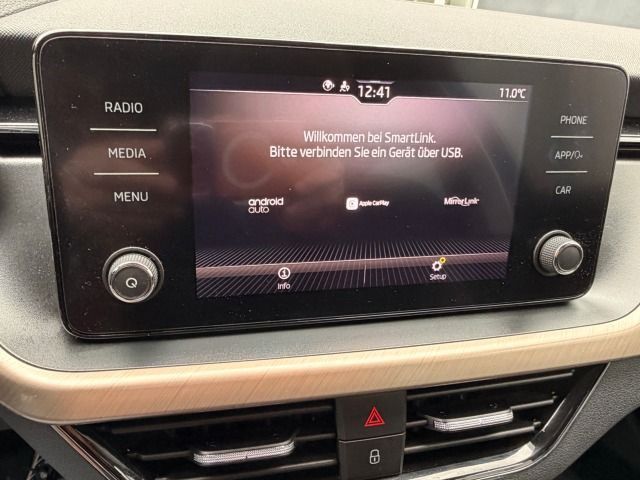 RADIO
MEDIA
MENU
12:41
11.0°C
Willkommen bei SmartLink.
Bitte verbinden Sie ein Gerät über USB.
android auto
Apple CarPlay
MirrorLink
Info
Setup
PHONE
APP/
CAR